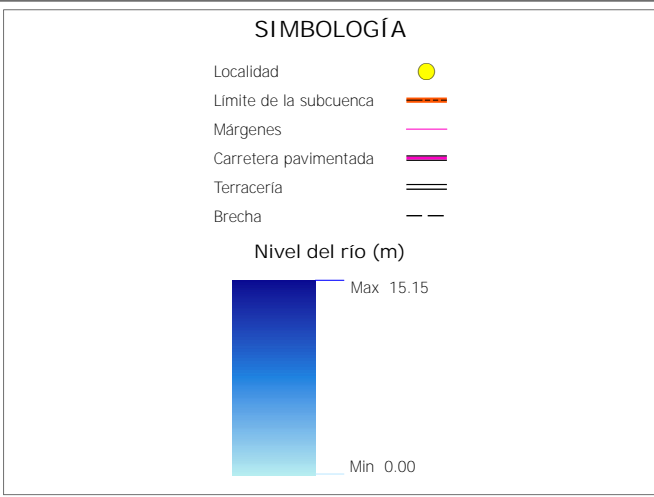 SIMBOLOGÍA
Localidad
Límite de la subcuenca
Márgenes
Carretera pavimentada
Terracería
Brecha
Nivel del río (m)
Max 15.15
Min 0.00